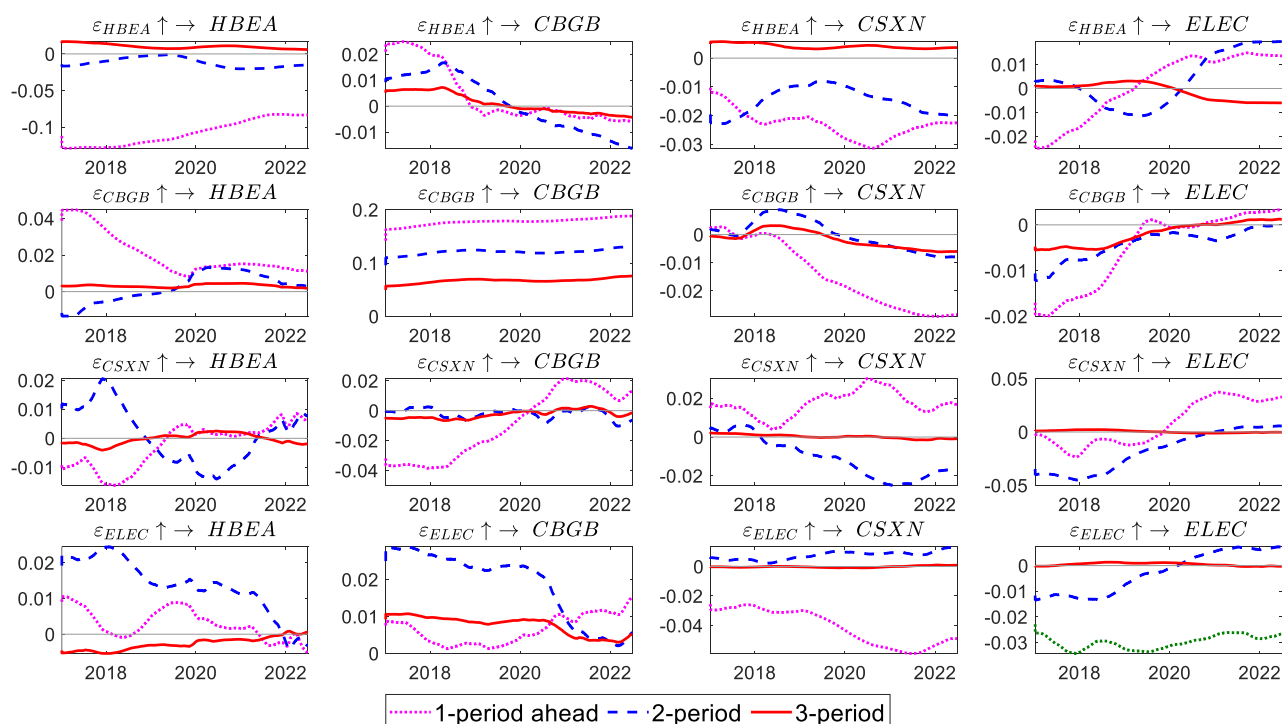 ε_HBEA ↑ → HBEA
ε_HBEA ↑ → CBGB
ε_HBEA ↑ → CSXN
ε_HBEA ↑ → ELEC
0
-0.05
-0.1
2018 2020 2022
0.02
0.01
0
-0.01
2018 2020 2022
0
-0.01
-0.02
-0.03
2018 2020 2022
0.01
0
-0.01
-0.02
2018 2020 2022
ε_CBGB ↑ → HBEA
ε_CBGB ↑ → CBGB
ε_CBGB ↑ → CSXN
ε_CBGB ↑ → ELEC
0.04
0.02
0
2018 2020 2022
0.2
0.1
0
2018 2020 2022
0
-0.01
-0.02
2018 2020 2022
0
-0.01
-0.02
2018 2020 2022
ε_CSXN ↑ → HBEA
ε_CSXN ↑ → CBGB
ε_CSXN ↑ → CSXN
ε_CSXN ↑ → ELEC
0.02
0.01
0
-0.01
2018 2020 2022
0.02
0
-0.02
-0.04
2018 2020 2022
0.02
0
-0.02
2018 2020 2022
0.05
0
-0.05
2018 2020 2022
ε_ELEC ↑ → HBEA
ε_ELEC ↑ → CBGB
ε_ELEC ↑ → CSXN
ε_ELEC ↑ → ELEC
0.02
0.01
0
2018 2020 2022
0.02
0.01
0
2018 2020 2022
0
-0.02
-0.04
2018 2020 2022
0
-0.01
-0.02
-0.03
2018 2020 2022
1-period ahead 2-period 3-period